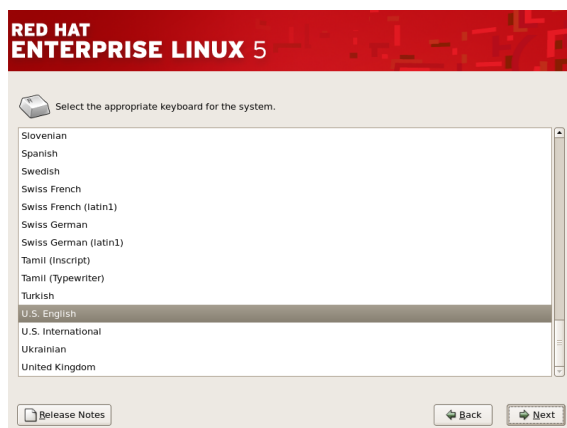 RED HAT
ENTERPRISE LINUX 5
Select the appropriate keyboard for the system.
Slovenian
Spanish
Swedish
Swiss French
Swiss French (latin1)
Swiss German
Swiss German (latin1)
Tamil (Inscript)
Tamil (Typewriter)
Turkish
U.S. English
U.S. International
Ukrainian
United Kingdom
Release Notes
Back
Next